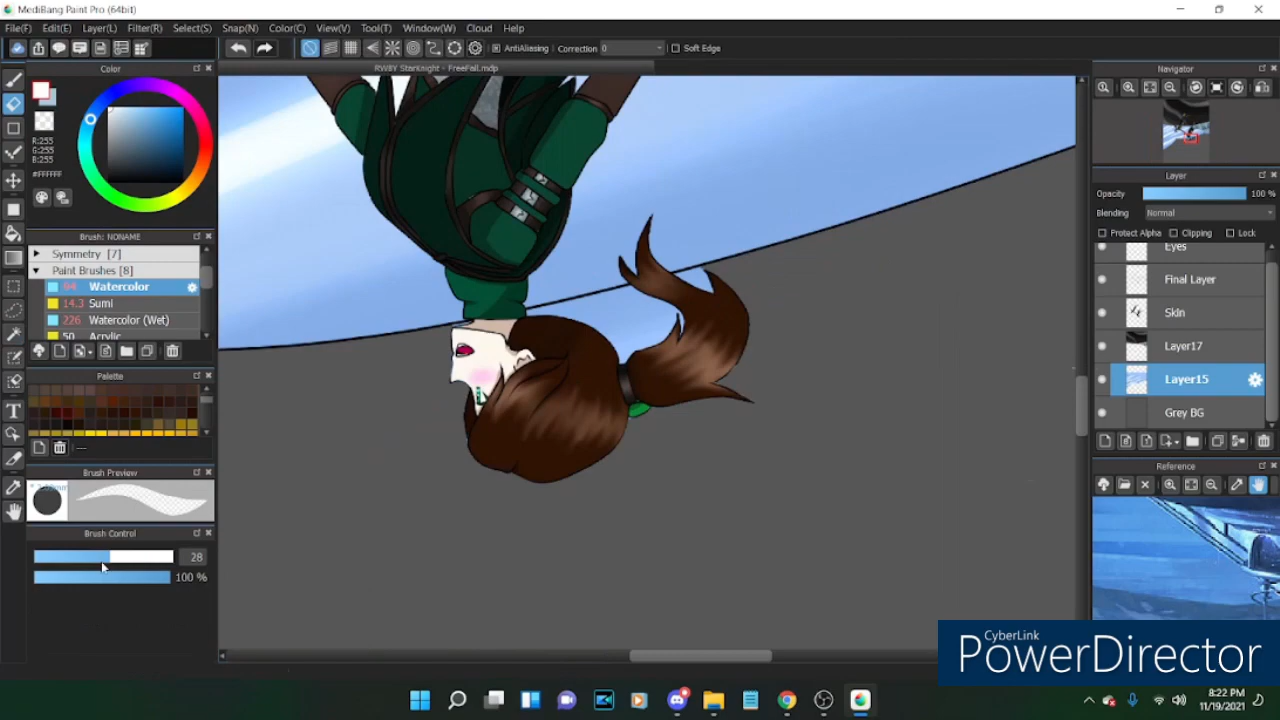 MediBang Paint Pro (64bit)
File(F) Edit(E) Layer(L) Filter(R) Select(S) Snap(N) Color(C) View(V) Tool(T) Window(W) Cloud Help
AntiAliasing Correction 0 Soft Edge
Color
RWBY StarKnight - FreeFall.mdp
Navigator
R:255
G:255
B:255
#FFFFFF
Layer
Opacity 100 %
Blending Normal
Protect Alpha Clipping Lock
Brush: NONAME
Symmetry [7]
Paint Brushes [8]
94 Watercolor
14.3 Sumi
226 Watercolor (Wet)
50 Acrylic
Eyes
Final Layer
Skin
Layer17
Layer15
Grey BG
Palette
Brush Preview
Reference
Brush Control
28
100 %
CyberLink
PowerDirector
8:22 PM
11/19/2021